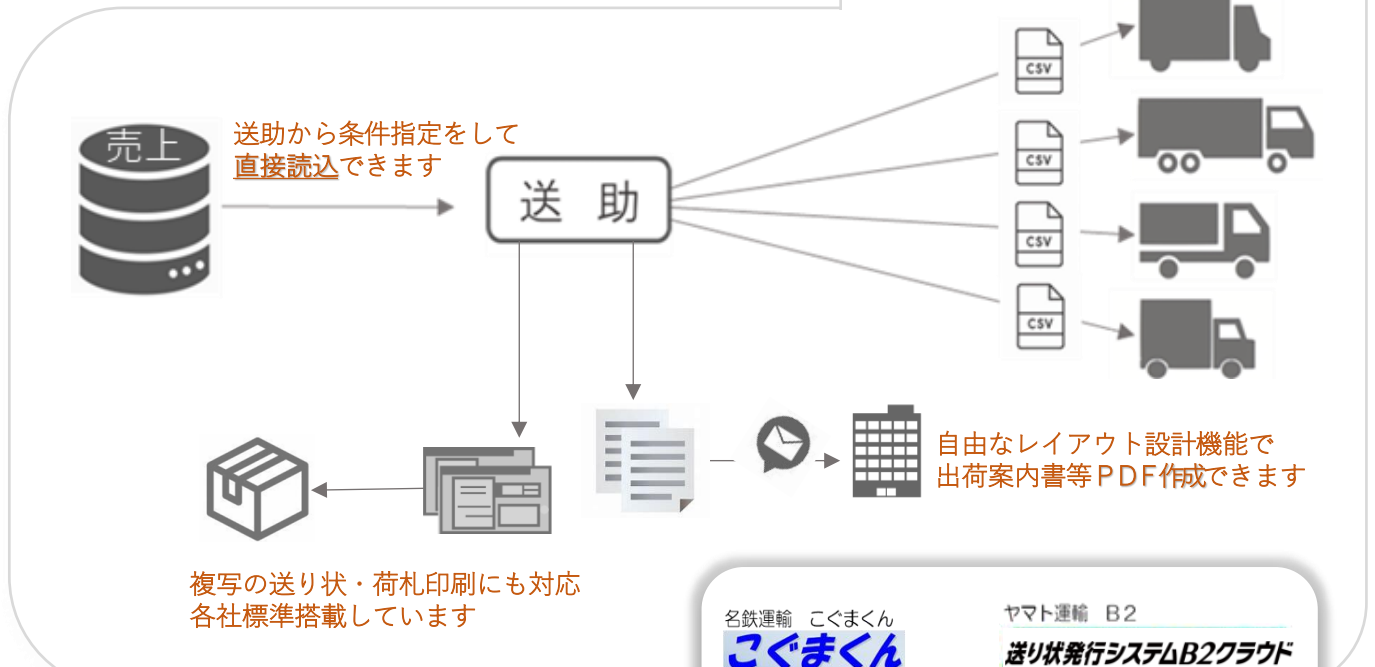 売上
送助から条件指定をして
直接読込できます
送 助
CSV
CSV
CSV
CSV
自由なレイアウト設計機能で
出荷案内書等PDF作成できます
複写の送り状・荷札印刷にも対応
各社標準搭載しています
名鉄運輸 こぐまくん
こぐまくん
ヤマト運輸 B2
送り状発行システムB2クラウド